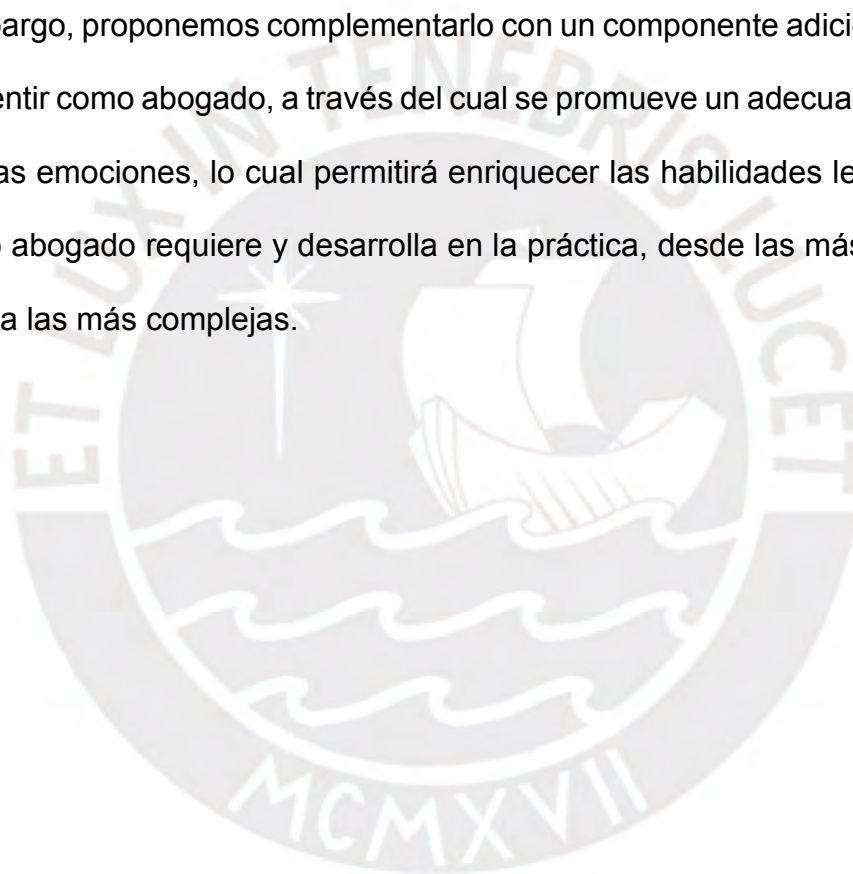 bargo, proponemos complementarlo con un componente adici
entir como abogado, a través del cual se promueve un adecua
as emociones, lo cual permitirá enriquecer las habilidades le
o abogado requiere y desarrolla en la práctica, desde las más
a las más complejas.
ET LUX IN TENEBRIS LUCET
MCMXVII